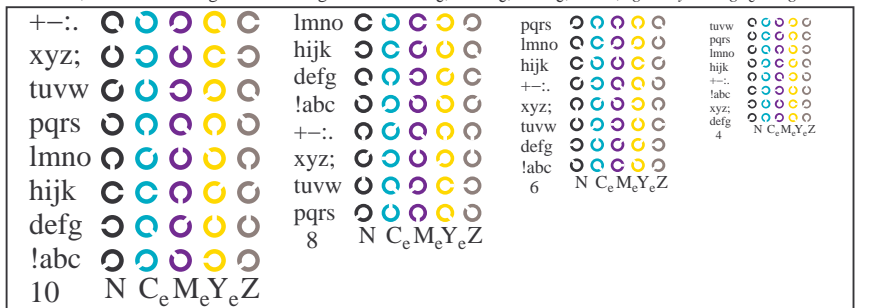 +−:.
xyz;
tuvw
pqrs
lmno
hijk
defg
!abc
10 N CₑMₑYₑZ
lmno
hijk
defg
!abc
+−:.
xyz;
tuvw
pqrs
8 N CₑMₑYₑZ
pqrs
lmno
hijk
+−:.
xyz;
tuvw
defg
!abc
6 N CₑMₑYₑZ
tuvw
pqrs
lmno
hijk
+−:.
!abc
xyz;
defg
4 N CₑMₑYₑZ